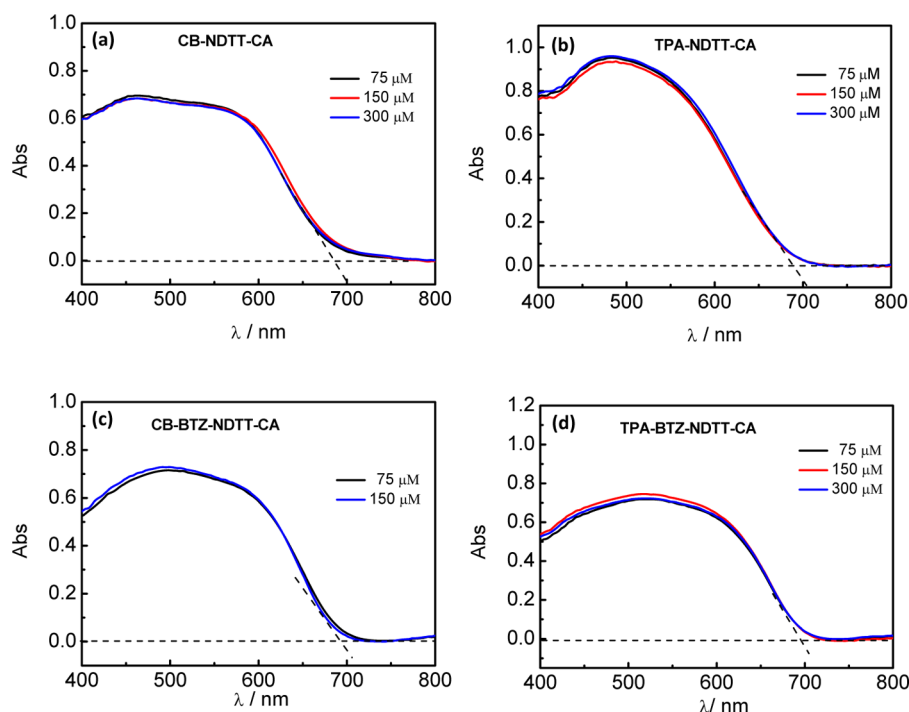 (a)
CB-NDTT-CA
75 μM
150 μM
300 μM
Abs
1.0
0.8
0.6
0.4
0.2
0.0
400 500 600 700 800
λ / nm
(b)
TPA-NDTT-CA
75 μM
150 μM
300 μM
Abs
1.0
0.8
0.6
0.4
0.2
0.0
400 500 600 700 800
λ / nm
(c)
CB-BTZ-NDTT-CA
75 μM
150 μM
Abs
1.0
0.8
0.6
0.4
0.2
0.0
400 500 600 700 800
λ / nm
(d)
TPA-BTZ-NDTT-CA
75 μM
150 μM
300 μM
Abs
1.2
1.0
0.8
0.6
0.4
0.2
0.0
400 500 600 700 800
λ/ nm